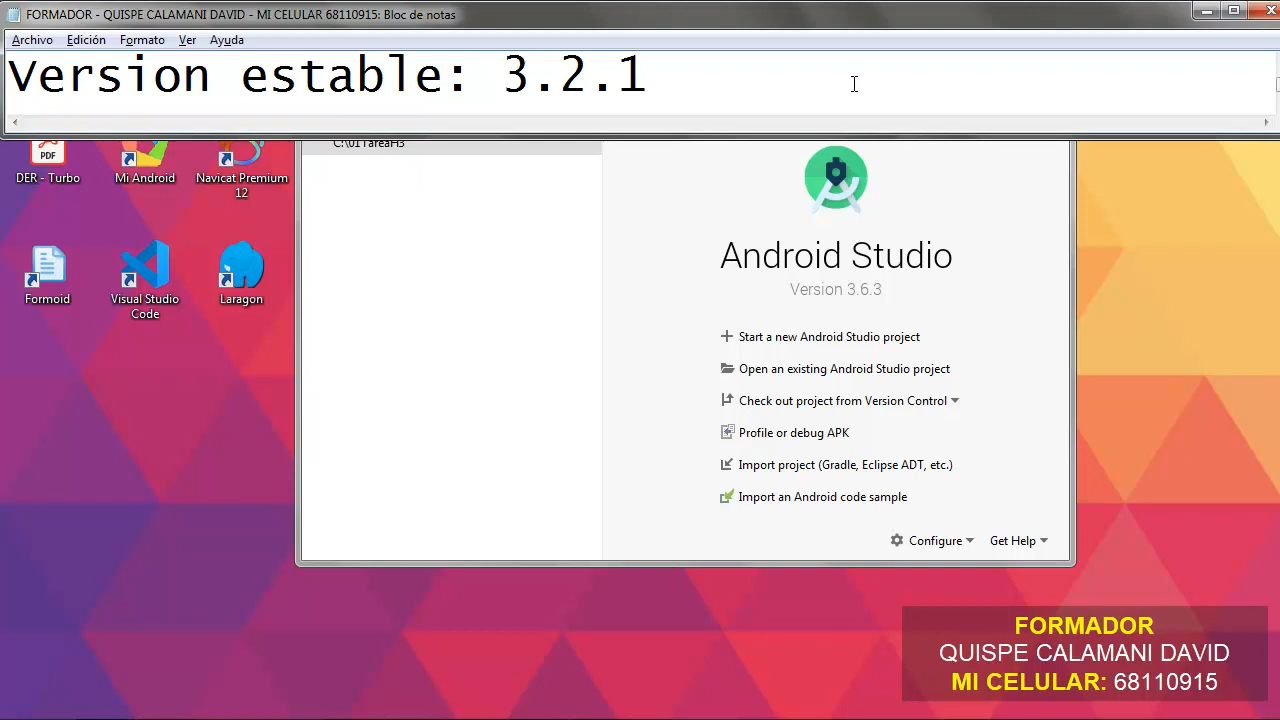 FORMADOR - QUISPE CALAMANI DAVID - MI CELULAR 68110915: Bloc de notas
Archivo Edición Formato Ver Ayuda
Version estable: 3.2.1
C:\01TareaH3
PDF
DER - Turbo
Mi Android
Navicat Premium
12
Formoid
Visual Studio
Code
Laragon
Android Studio
Version 3.6.3
Start a new Android Studio project
Open an existing Android Studio project
Check out project from Version Control
Profile or debug APK
Import project (Gradle, Eclipse ADT, etc.)
Import an Android code sample
Configure
Get Help
FORMADOR
QUISPE CALAMANI DAVID
MI CELULAR: 68110915